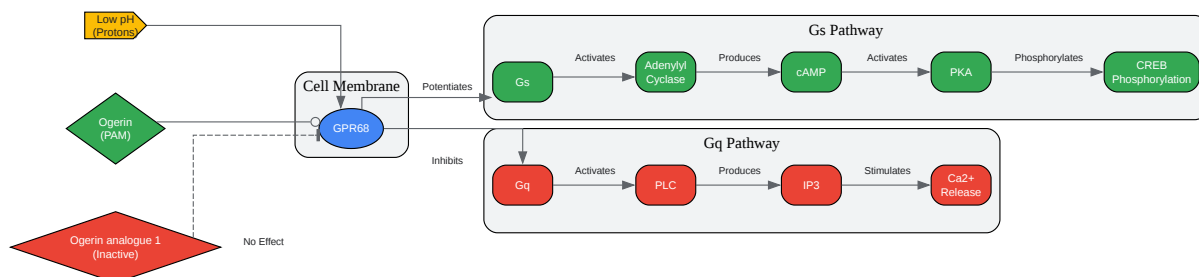 Low pH
(Protons)
Gs Pathway
Activates
Produces
Activates
Phosphorylates
Gs
Adenylyl
Cyclase
cAMP
PKA
CREB
Phosphorylation
Cell Membrane
Potentiates
Ogerin
(PAM)
GPR68
Gq Pathway
Inhibits
Activates
Produces
Stimulates
Gq
PLC
IP3
Ca2+
Release
Ogerin analogue 1
(Inactive)
No Effect